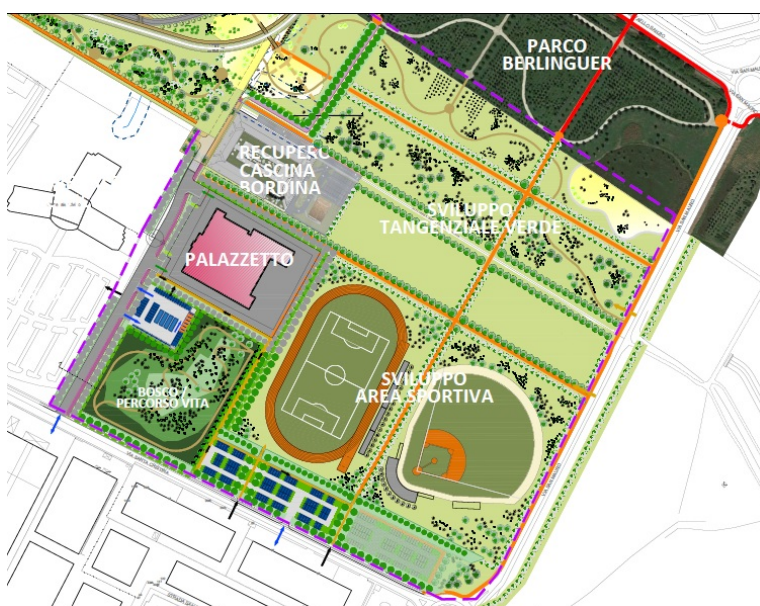 PARCO
BERLINGUER
RECUPERO
CASCINA
BORDINA
SVILUPPO
TANGENZIALE VERDE
PALAZZETTO
SVILUPPO
AREA SPORTIVA
BOSCO /
PERCORSO VITA